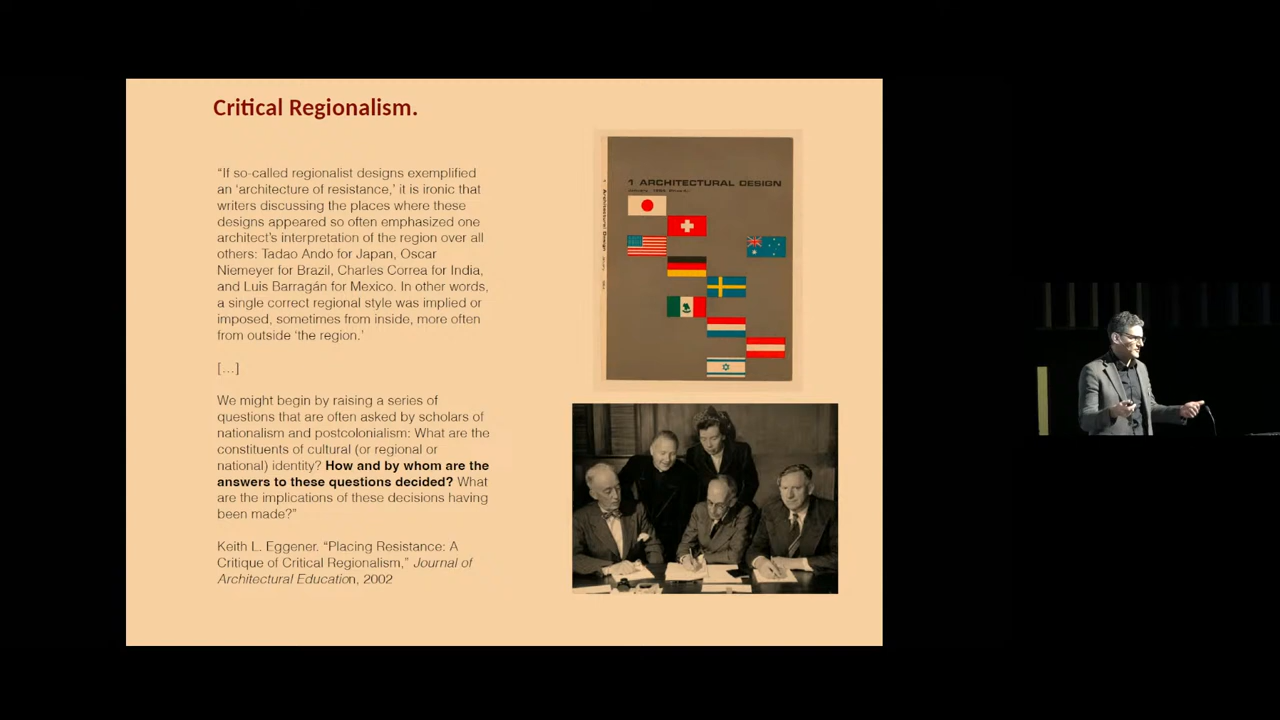 Critical Regionalism.
“If so-called regionalist designs exemplified
an ‘architecture of resistance,’ it is ironic that
writers discussing the places where these
designs appeared so often emphasized one
architect’s interpretation of the region over all
others: Tadao Ando for Japan, Oscar
Niemeyer for Brazil, Charles Correa for India,
and Luis Barragán for Mexico. In other words,
a single correct regional style was implied or
imposed, sometimes from inside, more often
from outside ‘the region.’
[…]
We might begin by raising a series of
questions that are often asked by scholars of
nationalism and postcolonialism: What are the
constituents of cultural (or regional or
national) identity? How and by whom are the
answers to these questions decided? What
are the implications of these decisions having
been made?”
Keith L. Eggener. “Placing Resistance: A
Critique of Critical Regionalism,” Journal of
Architectural Education, 2002
1 ARCHITECTURAL DESIGN